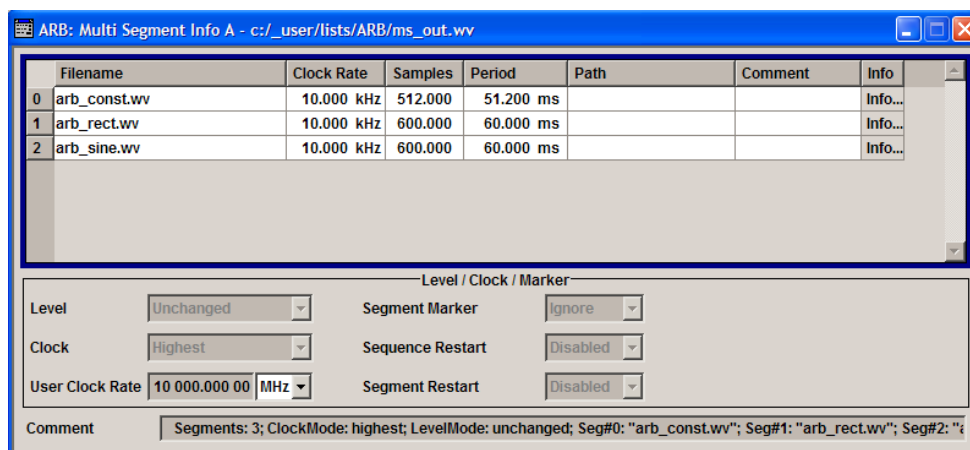 ARB: Multi Segment Info A - c:/_user/lists/ARB/ms_out.wv
Filename Clock Rate Samples Period Path Comment Info
0 arb_const.wv 10.000 kHz 512.000 51.200 ms Info...
1 arb_rect.wv 10.000 kHz 600.000 60.000 ms Info...
2 arb_sine.wv 10.000 kHz 600.000 60.000 ms Info...
Level / Clock / Marker
Level Unchanged Segment Marker Ignore
Clock Highest Sequence Restart Disabled
User Clock Rate 10 000.000 00 MHz Segment Restart Disabled
Comment Segments: 3; ClockMode: highest; LevelMode: unchanged; Seg#0: "arb_const.wv"; Seg#1: "arb_rect.wv"; Seg#2: "a